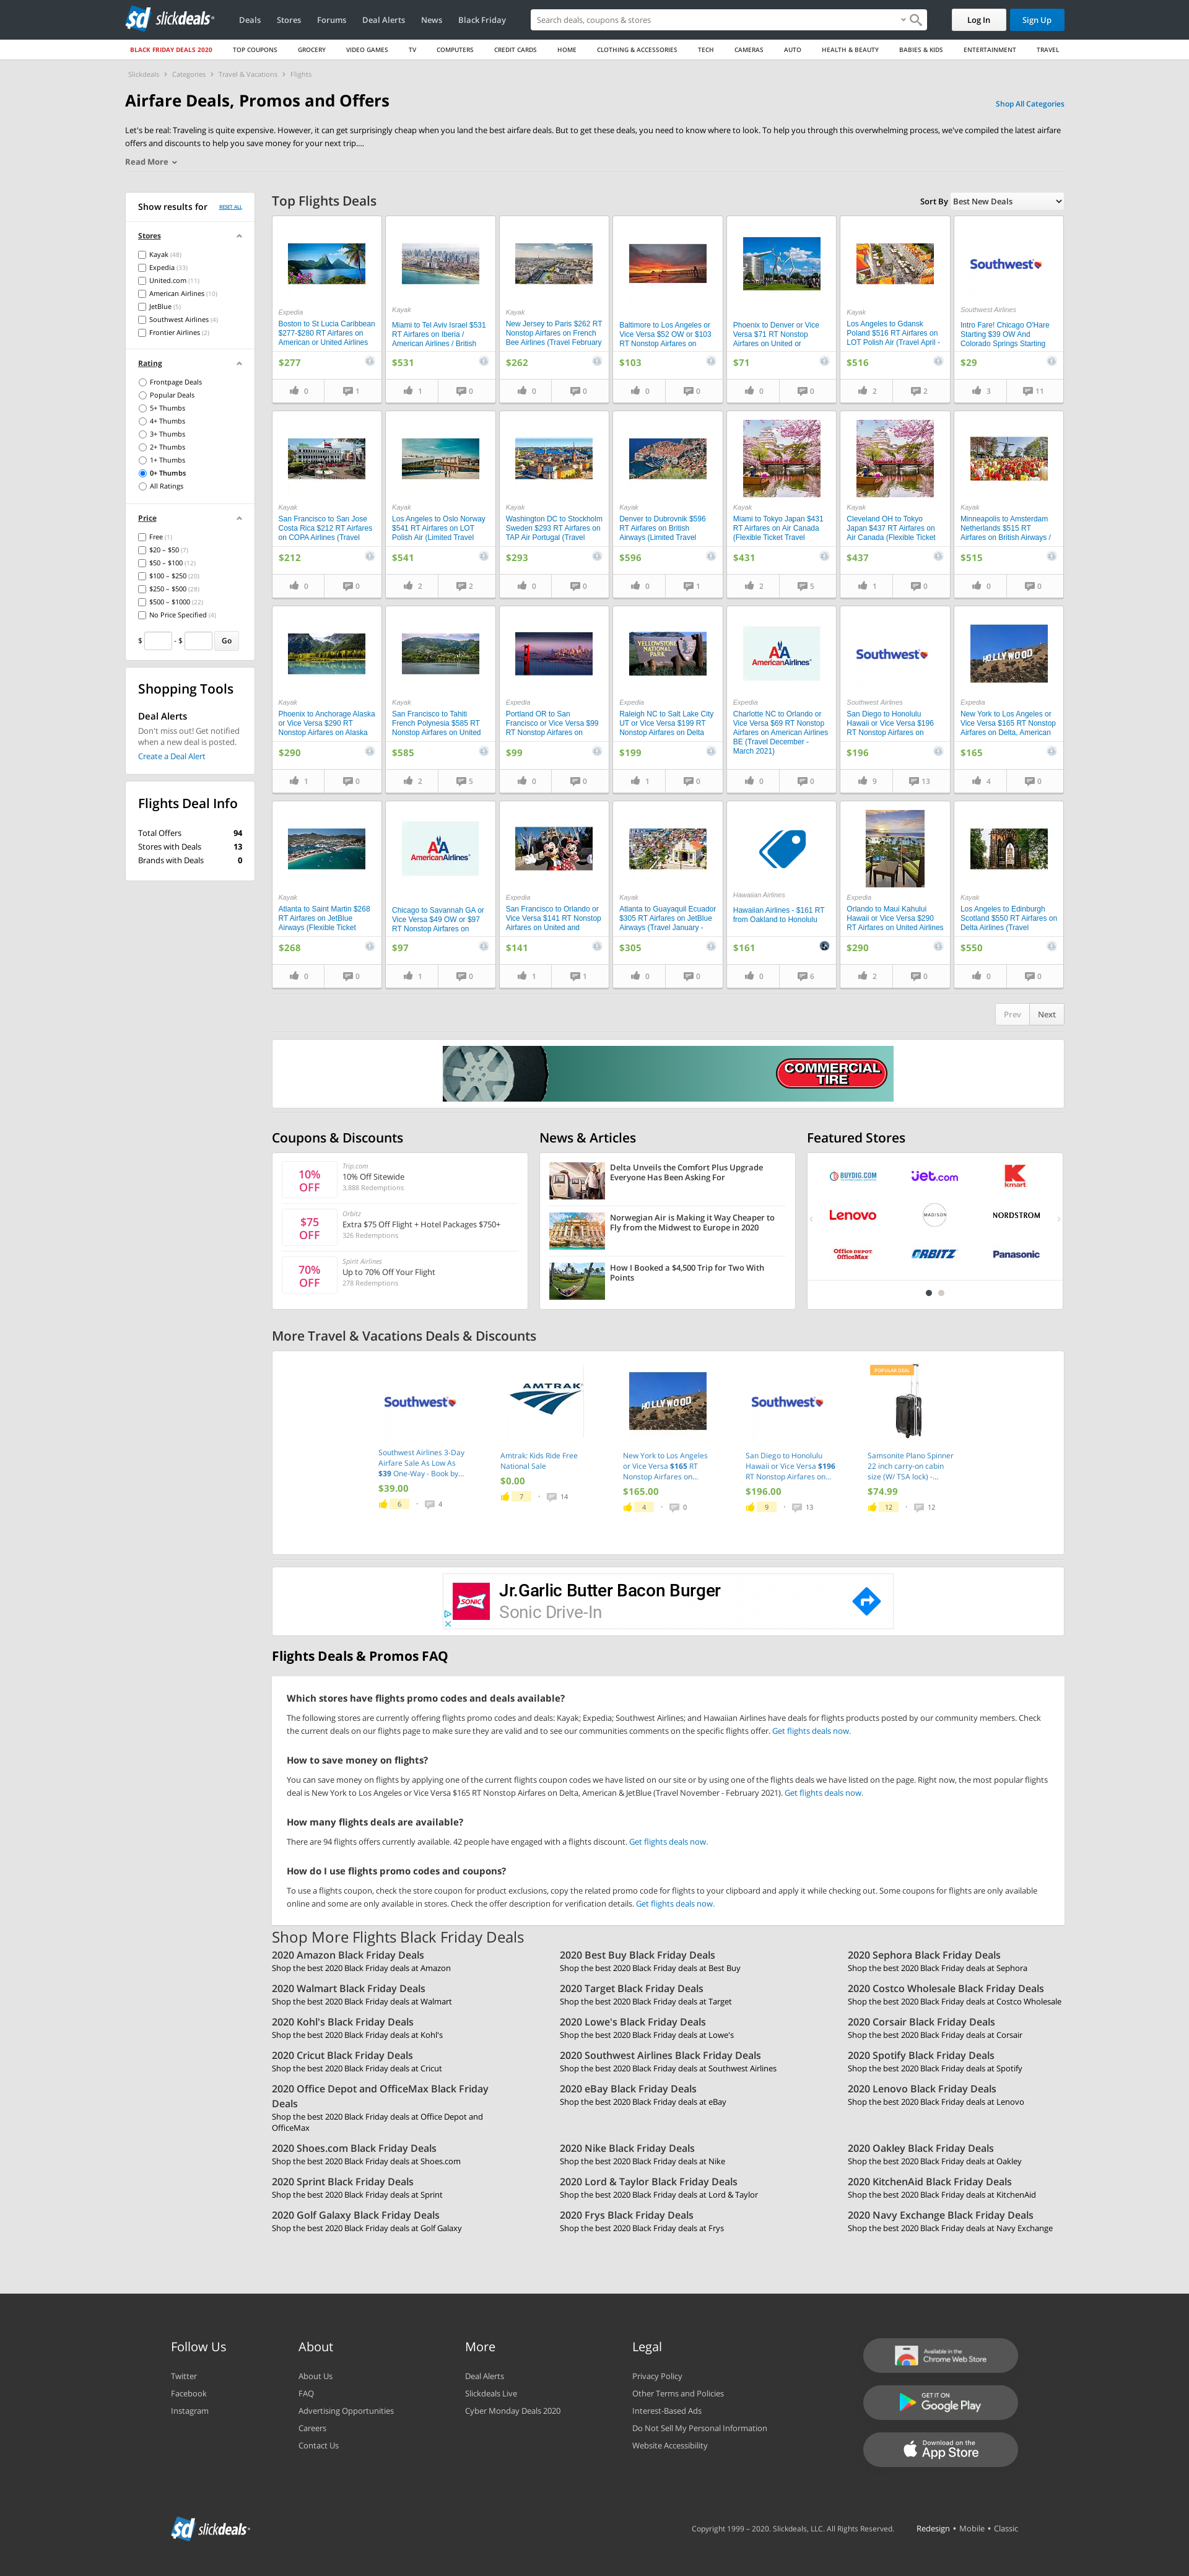 slickdeals
Deals
Stores
Forums
Deal Alerts
News
Black Friday
Search deals, coupons & stores
Log In
Sign Up
BLACK FRIDAY DEALS 2020
TOP COUPONS
GROCERY
VIDEO GAMES
TV
COMPUTERS
CREDIT CARDS
HOME
CLOTHING & ACCESSORIES
TECH
CAMERAS
AUTO
HEALTH & BEAUTY
BABIES & KIDS
ENTERTAINMENT
TRAVEL
Slickdeals > Categories > Travel & Vacations > Flights
Airfare Deals, Promos and Offers
Shop All Categories
Let's be real: Traveling is quite expensive. However, it can get surprisingly cheap when you land the best airfare deals. But to get these deals, you need to know where to look. To help you through this overwhelming process, we've compiled the latest airfare
offers and discounts to help you save money for your next trip....
Read More
Show results for
RESET ALL
Stores
Kayak (48)
Expedia (33)
United.com (11)
American Airlines (10)
JetBlue (5)
Southwest Airlines (4)
Frontier Airlines (2)
Rating
Frontpage Deals
Popular Deals
5+ Thumbs
4+ Thumbs
3+ Thumbs
2+ Thumbs
1+ Thumbs
0+ Thumbs
All Ratings
Price
Free (1)
$20 – $50 (7)
$50 – $100 (12)
$100 – $250 (20)
$250 – $500 (28)
$500 – $1000 (22)
No Price Specified (4)
$ - $ Go
Shopping Tools
Deal Alerts
Don't miss out! Get notified
when a new deal is posted.
Create a Deal Alert
Flights Deal Info
Total Offers 94
Stores with Deals 13
Brands with Deals 0
Top Flights Deals
Sort By Best New Deals
Expedia
Boston to St Lucia Caribbean
$277-$280 RT Airfares on
American or United Airlines
$277
0 1
Kayak
Miami to Tel Aviv Israel $531
RT Airfares on Iberia /
American Airlines / British
$531
1 0
Kayak
New Jersey to Paris $262 RT
Nonstop Airfares on French
Bee Airlines (Travel February
$262
0 0
Baltimore to Los Angeles or
Vice Versa $52 OW or $103
RT Nonstop Airfares on
$103
0 0
Phoenix to Denver or Vice
Versa $71 RT Nonstop
Airfares on United or
$71
0 0
Kayak
Los Angeles to Gdansk
Poland $516 RT Airfares on
LOT Polish Air (Travel April -
$516
2 2
Southwest
Southwest Airlines
Intro Fare! Chicago O'Hare
Starting $39 OW And
Colorado Springs Starting
$29
3 11
Kayak
San Francisco to San Jose
Costa Rica $212 RT Airfares
on COPA Airlines (Travel
$212
0 0
Kayak
Los Angeles to Oslo Norway
$541 RT Airfares on LOT
Polish Air (Limited Travel
$541
2 2
Kayak
Washington DC to Stockholm
Sweden $293 RT Airfares on
TAP Air Portugal (Travel
$293
0 0
Kayak
Denver to Dubrovnik $596
RT Airfares on British
Airways (Limited Travel
$596
0 1
Kayak
Miami to Tokyo Japan $431
RT Airfares on Air Canada
(Flexible Ticket Travel
$431
2 5
Kayak
Cleveland OH to Tokyo
Japan $437 RT Airfares on
Air Canada (Flexible Ticket
$437
1 0
Kayak
Minneapolis to Amsterdam
Netherlands $515 RT
Airfares on British Airways /
$515
0 0
Kayak
Phoenix to Anchorage Alaska
or Vice Versa $290 RT
Nonstop Airfares on Alaska
$290
1 0
Kayak
San Francisco to Tahiti
French Polynesia $585 RT
Nonstop Airfares on United
$585
2 5
Expedia
Portland OR to San
Francisco or Vice Versa $99
RT Nonstop Airfares on
$99
0 0
YELLOWSTONE
NATIONAL
PARK
Expedia
Raleigh NC to Salt Lake City
UT or Vice Versa $199 RT
Nonstop Airfares on Delta
$199
1 0
AA
AmericanAirlines
Expedia
Charlotte NC to Orlando or
Vice Versa $69 RT Nonstop
Airfares on American Airlines
BE (Travel December -
March 2021)
0 0
Southwest
Southwest Airlines
San Diego to Honolulu
Hawaii or Vice Versa $196
RT Nonstop Airfares on
$196
9 13
HOLLYWOOD
Expedia
New York to Los Angeles or
Vice Versa $165 RT Nonstop
Airfares on Delta, American
$165
4 0
Kayak
Atlanta to Saint Martin $268
RT Airfares on JetBlue
Airways (Flexible Ticket
$268
0 0
AA
AmericanAirlines
Chicago to Savannah GA or
Vice Versa $49 OW or $97
RT Nonstop Airfares on
$97
1 0
Expedia
San Francisco to Orlando or
Vice Versa $141 RT Nonstop
Airfares on United and
$141
1 1
Kayak
Atlanta to Guayaquil Ecuador
$305 RT Airfares on JetBlue
Airways (Travel January -
$305
0 0
Hawaiian Airlines
Hawaiian Airlines - $161 RT
from Oakland to Honolulu
$161
0 6
Expedia
Orlando to Maui Kahului
Hawaii or Vice Versa $290
RT Airfares on United Airlines
$290
2 0
Kayak
Los Angeles to Edinburgh
Scotland $550 RT Airfares on
Delta Airlines (Travel
$550
0 0
Prev
Next
COMMERCIAL
TIRE
Coupons & Discounts
10%
OFF
Trip.com
10% Off Sitewide
3,888 Redemptions
$75
OFF
Orbitz
Extra $75 Off Flight + Hotel Packages $750+
326 Redemptions
70%
OFF
Spirit Airlines
Up to 70% Off Your Flight
278 Redemptions
News & Articles
Delta Unveils the Comfort Plus Upgrade
Everyone Has Been Asking For
Norwegian Air is Making it Way Cheaper to
Fly from the Midwest to Europe in 2020
How I Booked a $4,500 Trip for Two With
Points
Featured Stores
BUYDIG.COM
jet.com
kmart
Lenovo
MADISON
NORDSTROM
Office DEPOT
OfficeMax
ORBITZ
Panasonic
More Travel & Vacations Deals & Discounts
Southwest
Southwest Airlines 3-Day
Airfare Sale As Low As
$39 One-Way - Book by...
$39.00
6 4
AMTRAK
Amtrak: Kids Ride Free
National Sale
$0.00
7 14
HOLLYWOOD
New York to Los Angeles
or Vice Versa $165 RT
Nonstop Airfares on...
$165.00
4 0
Southwest
San Diego to Honolulu
Hawaii or Vice Versa $196
RT Nonstop Airfares on...
$196.00
9 13
POPULAR DEAL
Samsonite Plano Spinner
22 inch carry-on cabin
size (W/ TSA lock) -...
$74.99
12 12
SONIC
Jr.Garlic Butter Bacon Burger
Sonic Drive-In
Flights Deals & Promos FAQ
Which stores have flights promo codes and deals available?
The following stores are currently offering flights promo codes and deals: Kayak; Expedia; Southwest Airlines; and Hawaiian Airlines have deals for flights products posted by our community members. Check
the current deals on our flights page to make sure they are valid and to see our communities comments on the specific flights offer. Get flights deals now.
How to save money on flights?
You can save money on flights by applying one of the current flights coupon codes we have listed on our site or by using one of the flights deals we have listed on the page. Right now, the most popular flights
deal is New York to Los Angeles or Vice Versa $165 RT Nonstop Airfares on Delta, American & JetBlue (Travel November - February 2021). Get flights deals now.
How many flights deals are available?
There are 94 flights offers currently available. 42 people have engaged with a flights discount. Get flights deals now.
How do I use flights promo codes and coupons?
To use a flights coupon, check the store coupon for product exclusions, copy the related promo code for flights to your clipboard and apply it while checking out. Some coupons for flights are only available
online and some are only available in stores. Check the offer description for verification details. Get flights deals now.
Shop More Flights Black Friday Deals
2020 Amazon Black Friday Deals
Shop the best 2020 Black Friday deals at Amazon
2020 Best Buy Black Friday Deals
Shop the best 2020 Black Friday deals at Best Buy
2020 Sephora Black Friday Deals
Shop the best 2020 Black Friday deals at Sephora
2020 Walmart Black Friday Deals
Shop the best 2020 Black Friday deals at Walmart
2020 Target Black Friday Deals
Shop the best 2020 Black Friday deals at Target
2020 Costco Wholesale Black Friday Deals
Shop the best 2020 Black Friday deals at Costco Wholesale
2020 Kohl's Black Friday Deals
Shop the best 2020 Black Friday deals at Kohl's
2020 Lowe's Black Friday Deals
Shop the best 2020 Black Friday deals at Lowe's
2020 Corsair Black Friday Deals
Shop the best 2020 Black Friday deals at Corsair
2020 Cricut Black Friday Deals
Shop the best 2020 Black Friday deals at Cricut
2020 Southwest Airlines Black Friday Deals
Shop the best 2020 Black Friday deals at Southwest Airlines
2020 Spotify Black Friday Deals
Shop the best 2020 Black Friday deals at Spotify
2020 Office Depot and OfficeMax Black Friday
Deals
Shop the best 2020 Black Friday deals at Office Depot and
OfficeMax
2020 eBay Black Friday Deals
Shop the best 2020 Black Friday deals at eBay
2020 Lenovo Black Friday Deals
Shop the best 2020 Black Friday deals at Lenovo
2020 Shoes.com Black Friday Deals
Shop the best 2020 Black Friday deals at Shoes.com
2020 Nike Black Friday Deals
Shop the best 2020 Black Friday deals at Nike
2020 Oakley Black Friday Deals
Shop the best 2020 Black Friday deals at Oakley
2020 Sprint Black Friday Deals
Shop the best 2020 Black Friday deals at Sprint
2020 Lord & Taylor Black Friday Deals
Shop the best 2020 Black Friday deals at Lord & Taylor
2020 KitchenAid Black Friday Deals
Shop the best 2020 Black Friday deals at KitchenAid
2020 Golf Galaxy Black Friday Deals
Shop the best 2020 Black Friday deals at Golf Galaxy
2020 Frys Black Friday Deals
Shop the best 2020 Black Friday deals at Frys
2020 Navy Exchange Black Friday Deals
Shop the best 2020 Black Friday deals at Navy Exchange
Follow Us
Twitter
Facebook
Instagram
About
About Us
FAQ
Advertising Opportunities
Careers
Contact Us
More
Deal Alerts
Slickdeals Live
Cyber Monday Deals 2020
Legal
Privacy Policy
Other Terms and Policies
Interest-Based Ads
Do Not Sell My Personal Information
Website Accessibility
Available in the
Chrome Web Store
GET IT ON
Google Play
Download on the
App Store
slickdeals
Copyright 1999 – 2020. Slickdeals, LLC. All Rights Reserved.
Redesign • Mobile • Classic